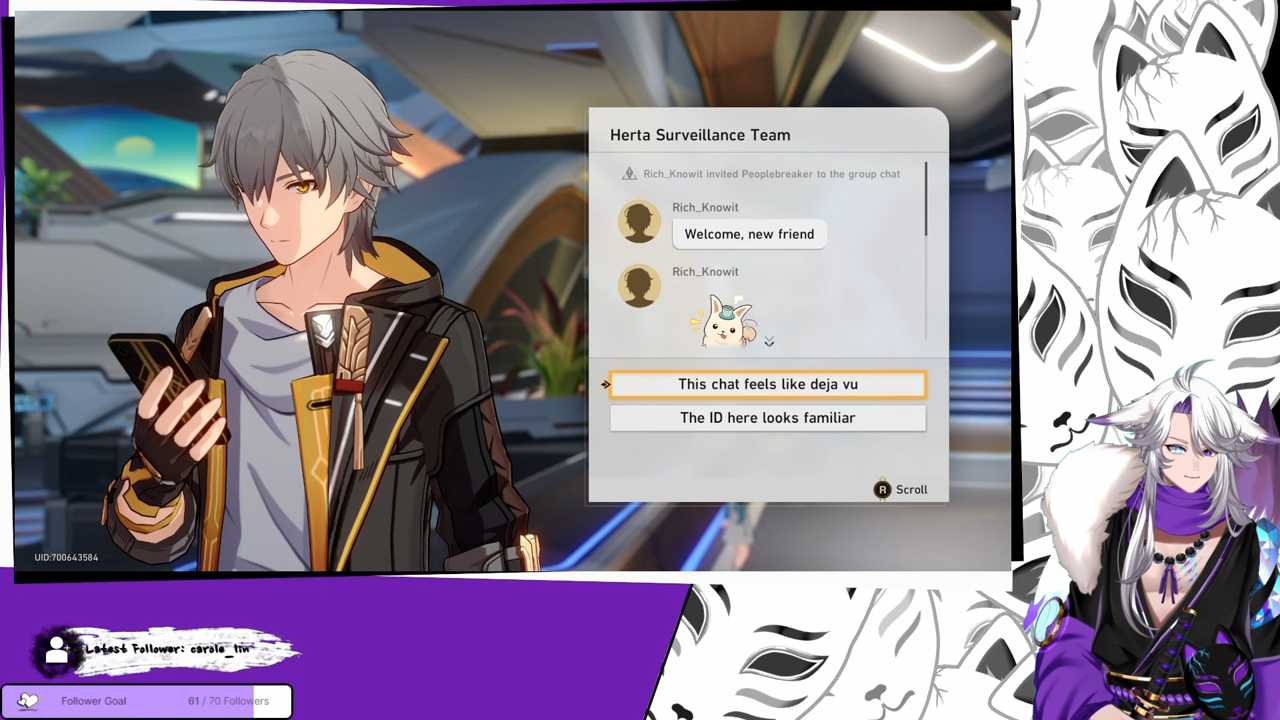 Herta Surveillance Team
Rich_Knowit invited Peoplebreaker to the group chat
Rich_Knowit
Welcome, new friend
Rich_Knowit
This chat feels like deja vu
The ID here looks familiar
R Scroll
UID:700643584
Latest Follower: carole_lin
Follower Goal 61 / 70 Followers